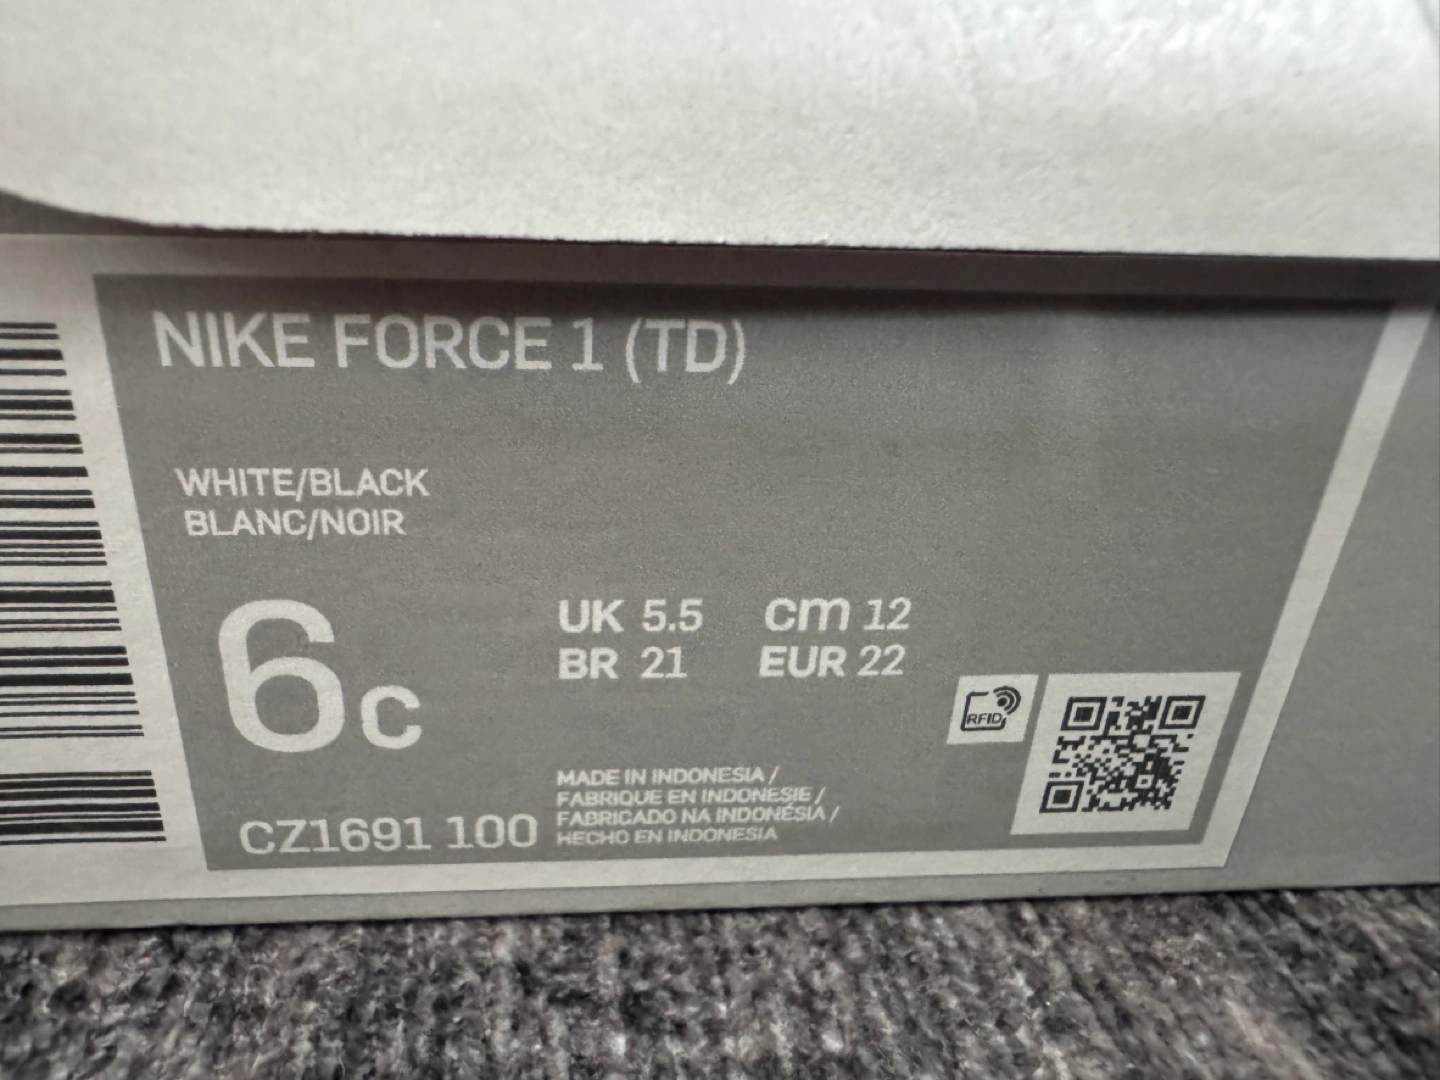 NIKE FORCE 1 (TD)
WHITE/BLACK
BLANC/NOIR
6c
UK 5.5 cm 12
BR 21 EUR 22
RFID
MADE IN INDONESIA /
FABRIQUE EN INDONESIE /
FABRICADO NA INDONÉSIA /
HECHO EN INDONESIA
CZ1691 100